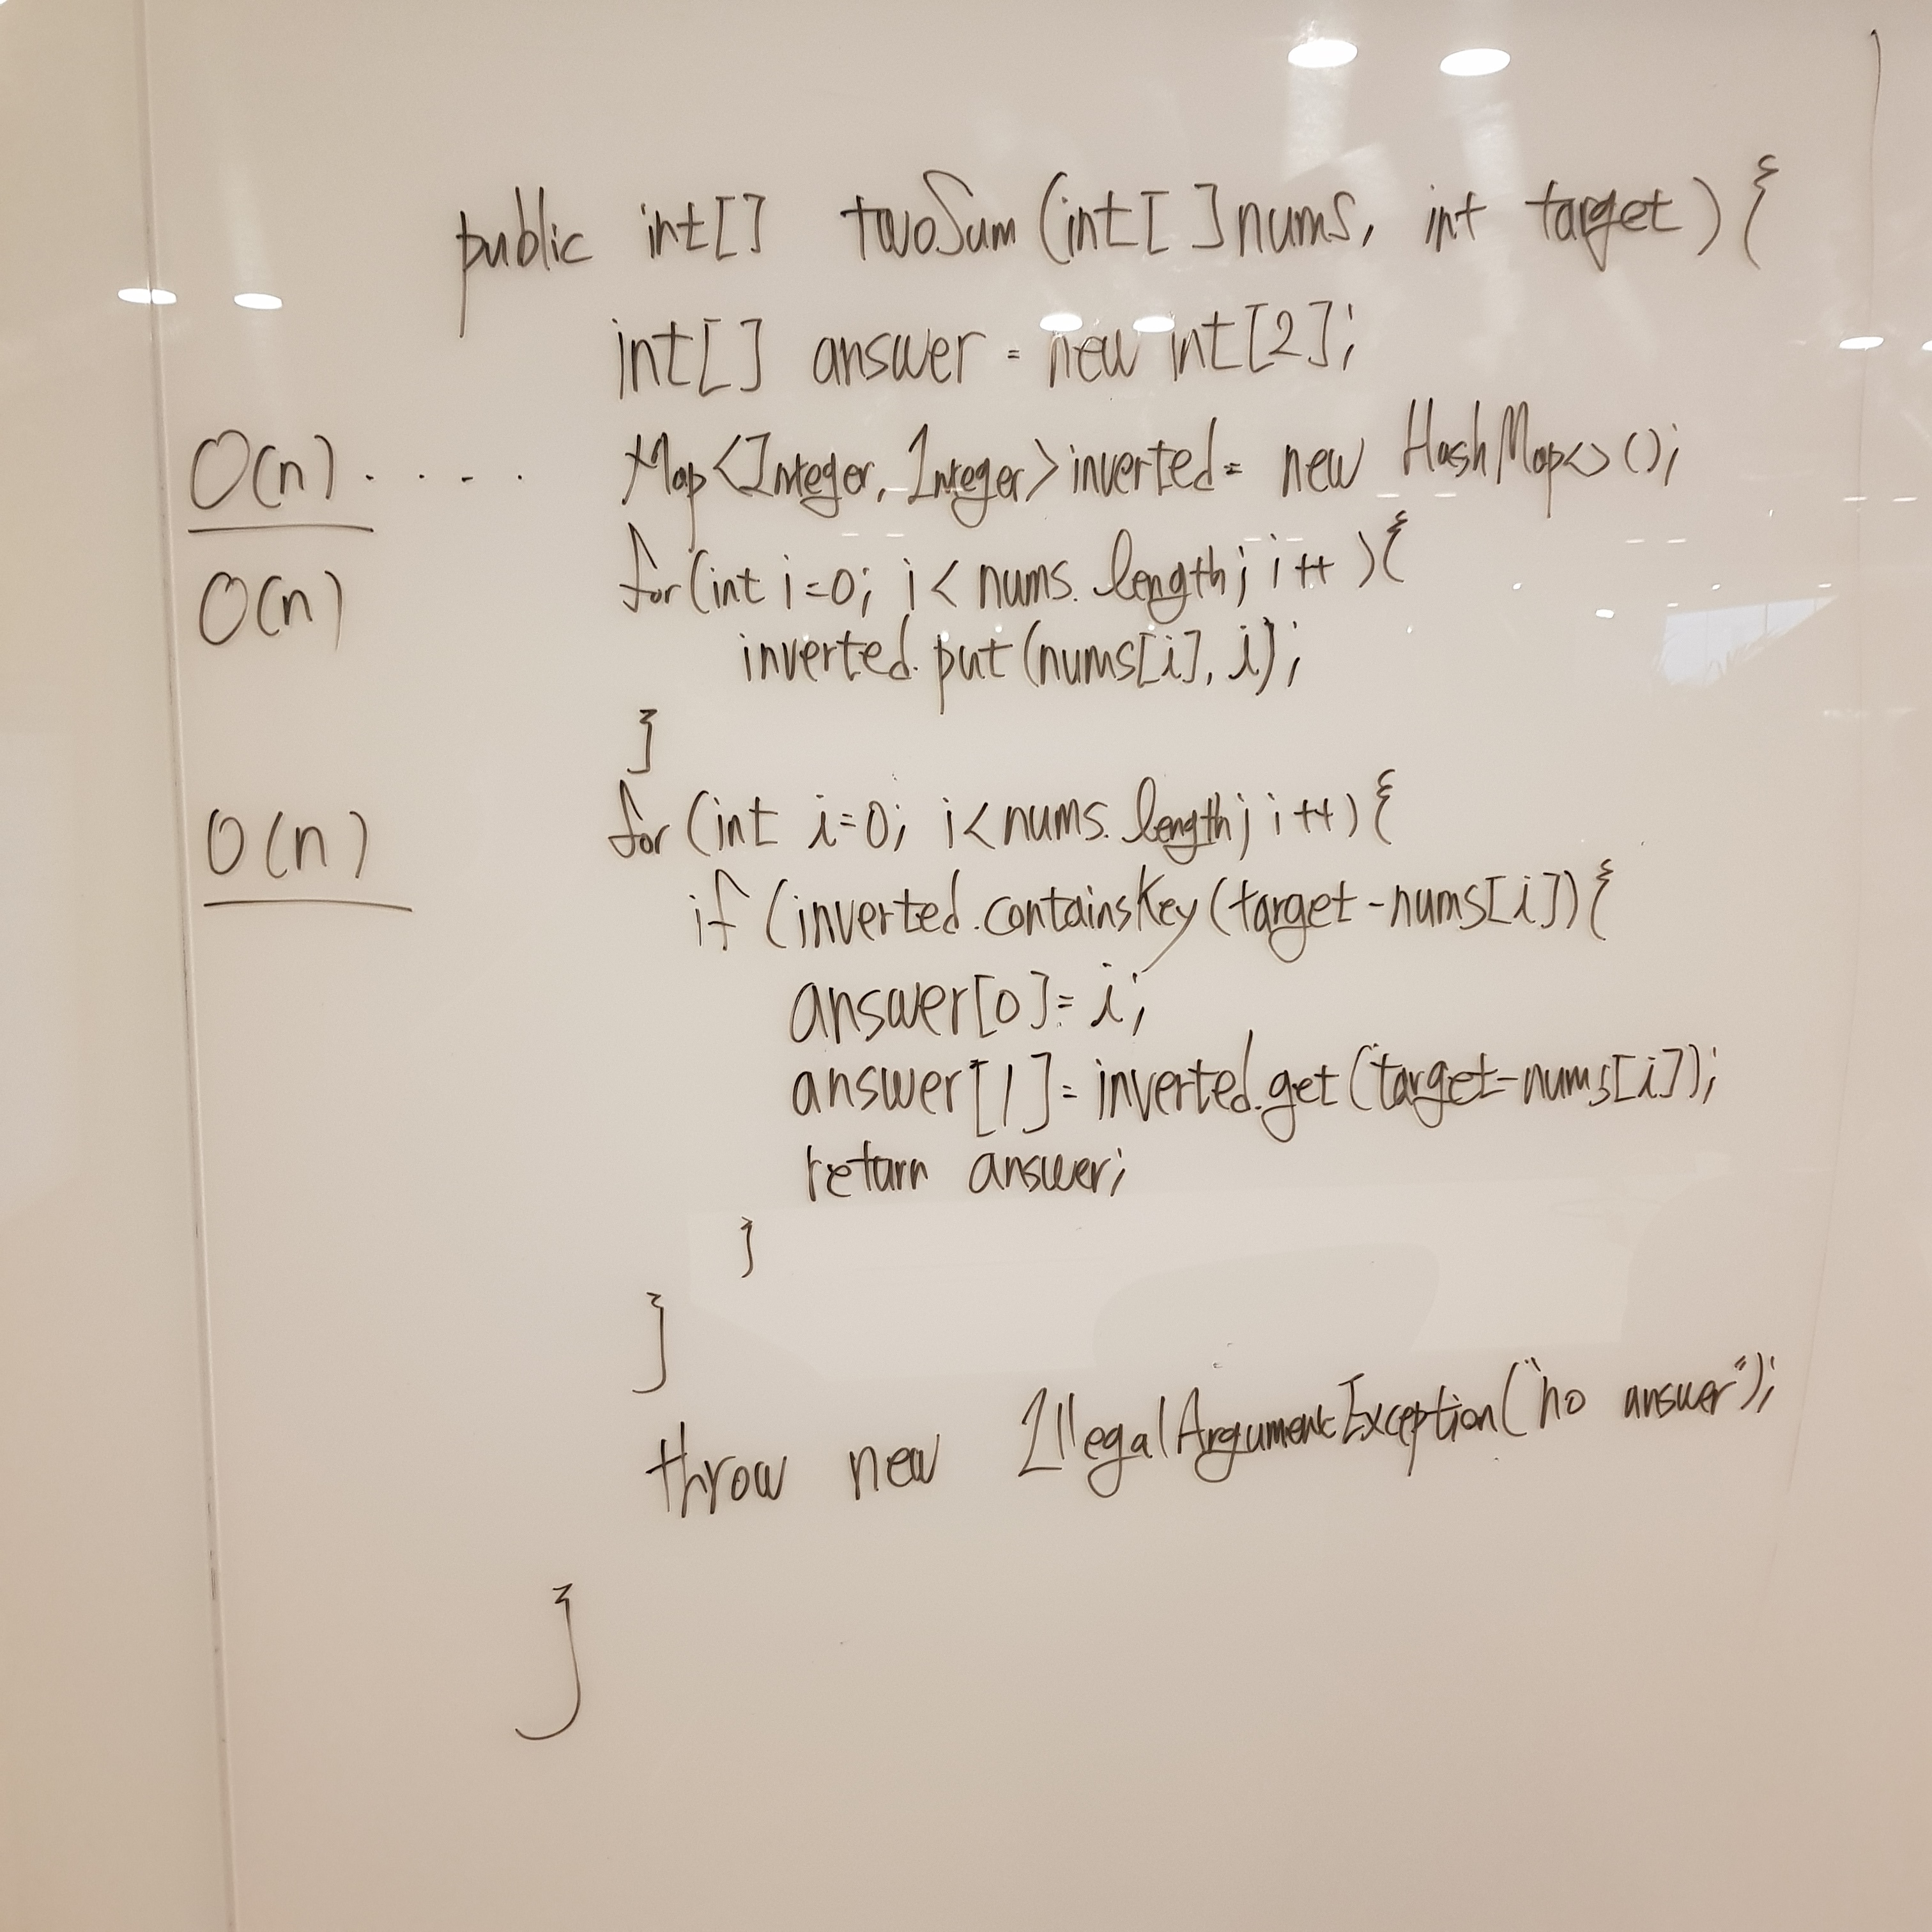 public int[] twoSum(int[]nums, int target){
int[] answer = new int[2];
O(n) . . . . Map<Integer, Integer>inverted = new HashMap<>();
O(n) for(int i=0; i < nums.length; i++){
inverted.put(nums[i], i);
}
O(n) for(int i=0; i<nums.length; i++){
if(inverted.containsKey(target-nums[i]){
answer[0]= i;
answer[1]= inverted.get(target-nums[i]);
return answer;
}
}
throw new IllegalArgumentException("no answer");
}